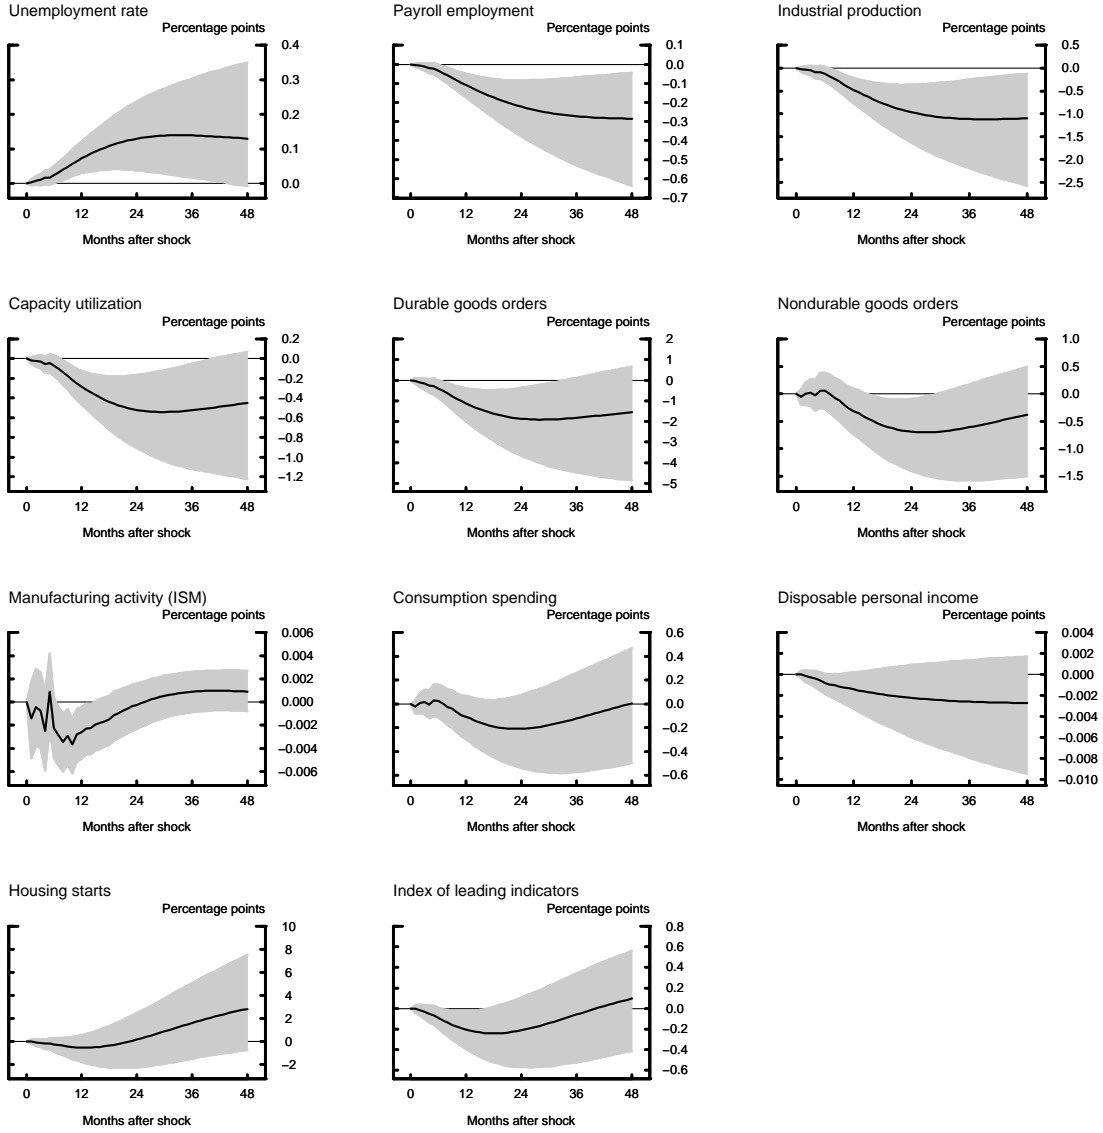 Unemployment rate
Percentage points
0.4
0.3
0.2
0.1
0.0
0 12 24 36 48
Months after shock
Payroll employment
Percentage points
0.1
0.0
−0.1
−0.2
−0.3
−0.4
−0.5
−0.6
−0.7
0 12 24 36 48
Months after shock
Industrial production
Percentage points
0.5
0.0
−0.5
−1.0
−1.5
−2.0
−2.5
0 12 24 36 48
Months after shock
Capacity utilization
Percentage points
0.2
0.0
−0.2
−0.4
−0.6
−0.8
−1.0
−1.2
0 12 24 36 48
Months after shock
Durable goods orders
Percentage points
2
1
0
−1
−2
−3
−4
−5
0 12 24 36 48
Months after shock
Nondurable goods orders
Percentage points
1.0
0.5
0.0
−0.5
−1.0
−1.5
0 12 24 36 48
Months after shock
Manufacturing activity (ISM)
Percentage points
0.006
0.004
0.002
0.000
−0.002
−0.004
−0.006
0 12 24 36 48
Months after shock
Consumption spending
Percentage points
0.6
0.4
0.2
0.0
−0.2
−0.4
−0.6
0 12 24 36 48
Months after shock
Disposable personal income
Percentage points
0.004
0.002
0.000
−0.002
−0.004
−0.006
−0.008
−0.010
0 12 24 36 48
Months after shock
Housing starts
Percentage points
10
8
6
4
2
0
−2
0 12 24 36 48
Months after shock
Index of leading indicators
Percentage points
0.8
0.6
0.4
0.2
0.0
−0.2
−0.4
−0.6
0 12 24 36 48
Months after shock